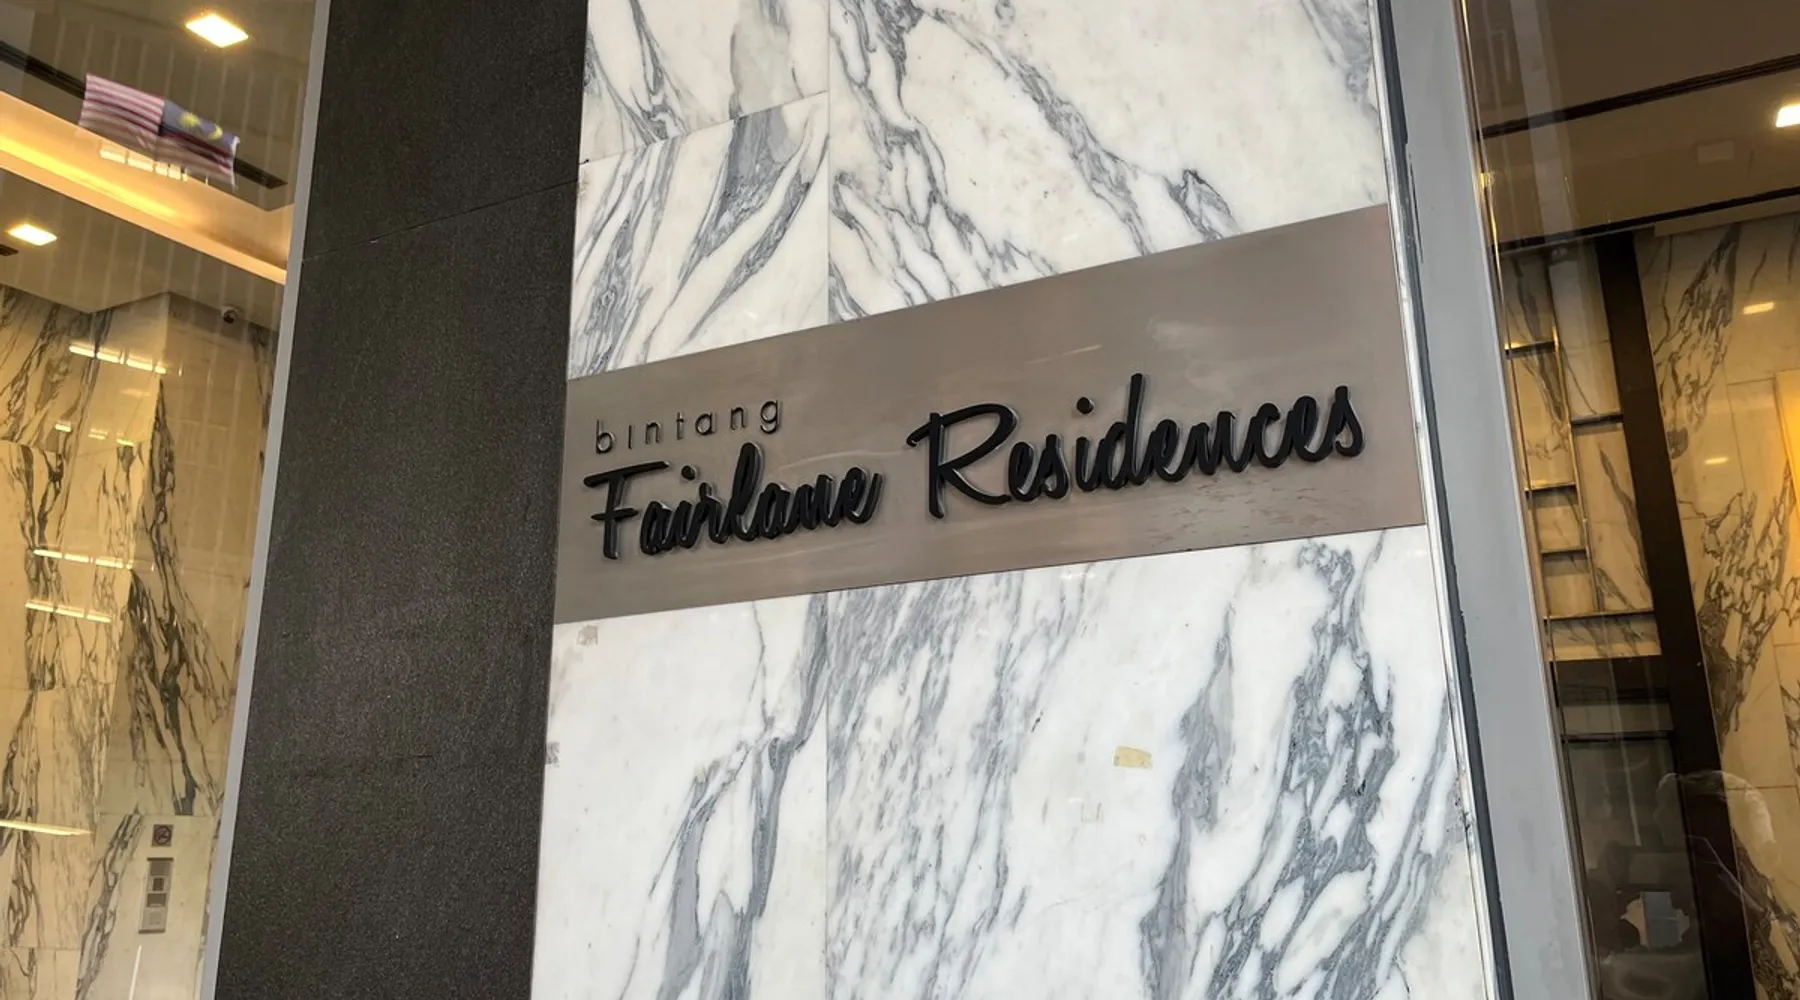 bintang
Fairlane Residences